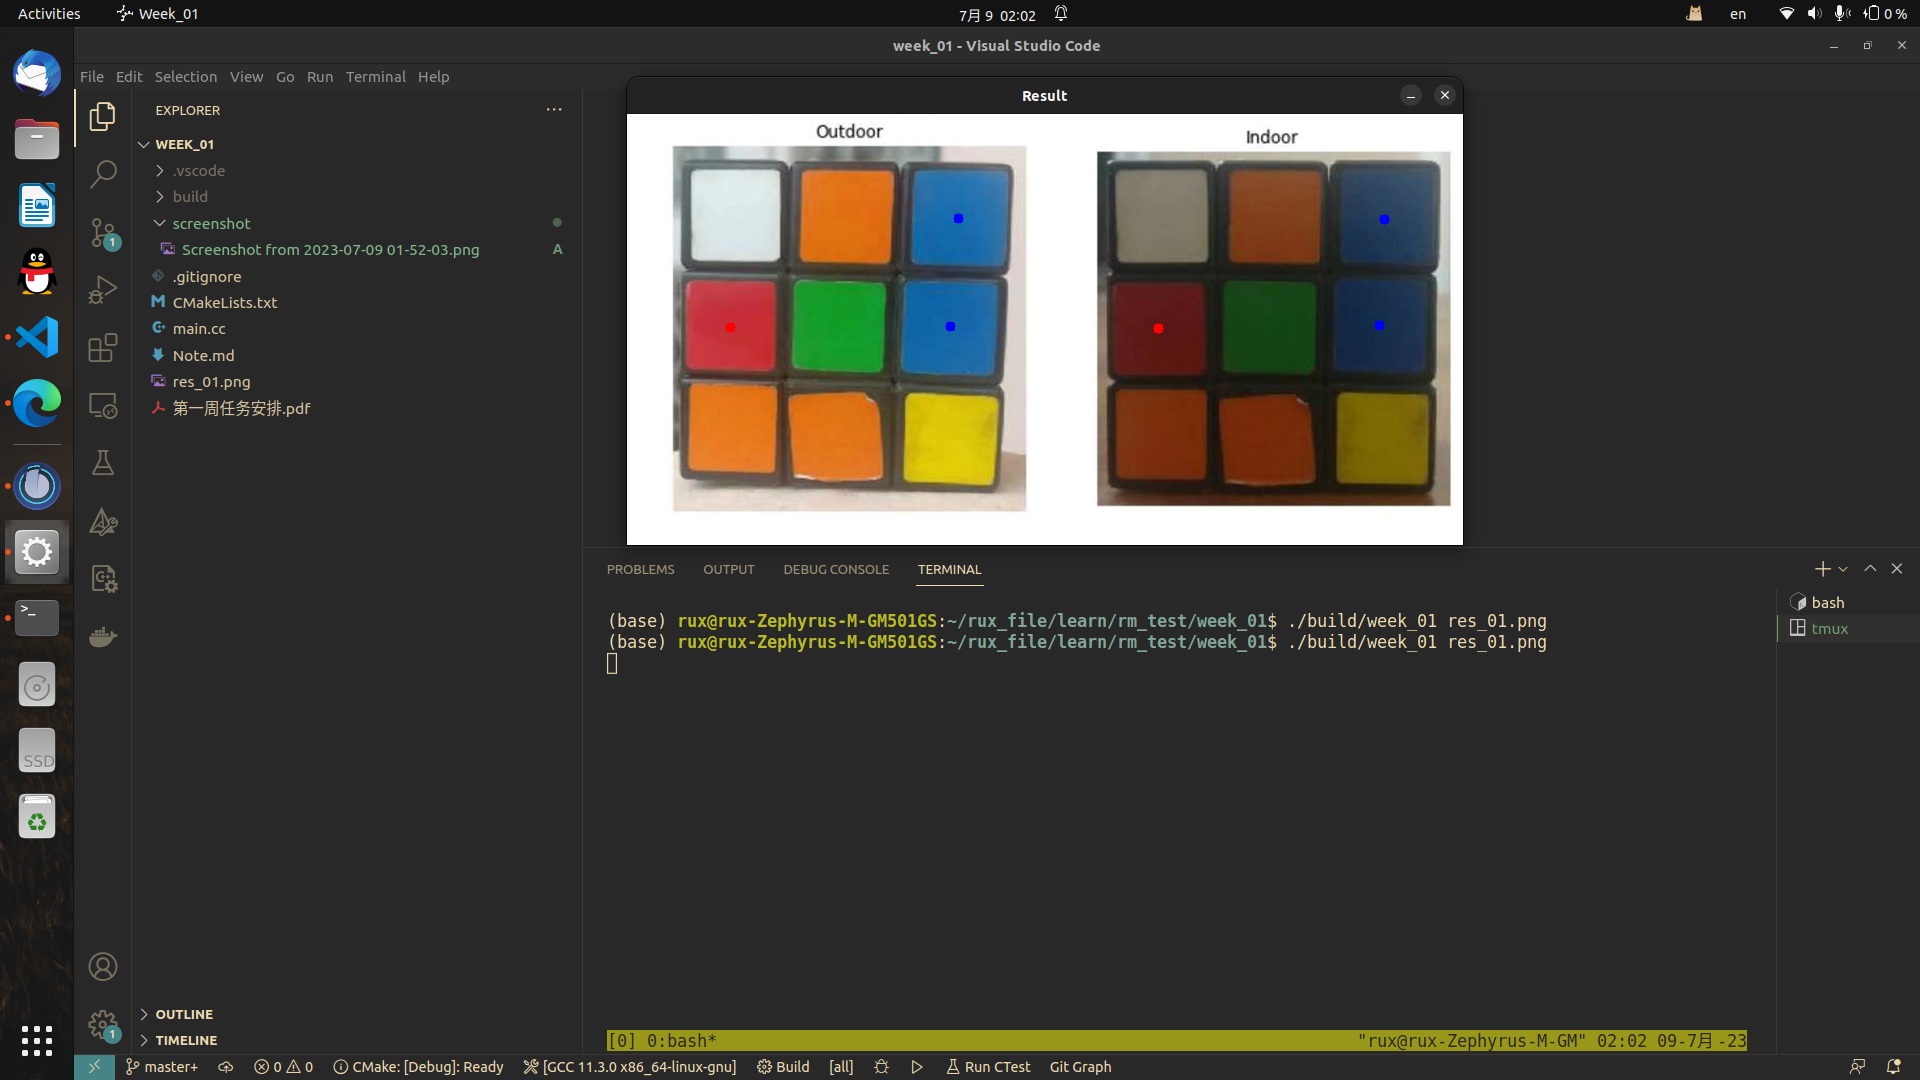 Activities
Week_01
7月 9 02:02
en
0 %
week_01 - Visual Studio Code
File Edit Selection View Go Run Terminal Help
EXPLORER
WEEK_01
.vscode
build
screenshot
Screenshot from 2023-07-09 01-52-03.png
A
.gitignore
CMakeLists.txt
main.cc
Note.md
res_01.png
第一周任务安排.pdf
OUTLINE
TIMELINE
1
1
SSD
Result
Outdoor
Indoor
PROBLEMS OUTPUT DEBUG CONSOLE TERMINAL
(base) rux@rux-Zephyrus-M-GM501GS:~/rux_file/learn/rm_test/week_01$ ./build/week_01 res_01.png
(base) rux@rux-Zephyrus-M-GM501GS:~/rux_file/learn/rm_test/week_01$ ./build/week_01 res_01.png
bash
tmux
[0] 0:bash*
"rux@rux-Zephyrus-M-GM" 02:02 09-7月-23
master+
0
0
CMake: [Debug]: Ready
[GCC 11.3.0 x86_64-linux-gnu]
Build
[all]
Run CTest
Git Graph